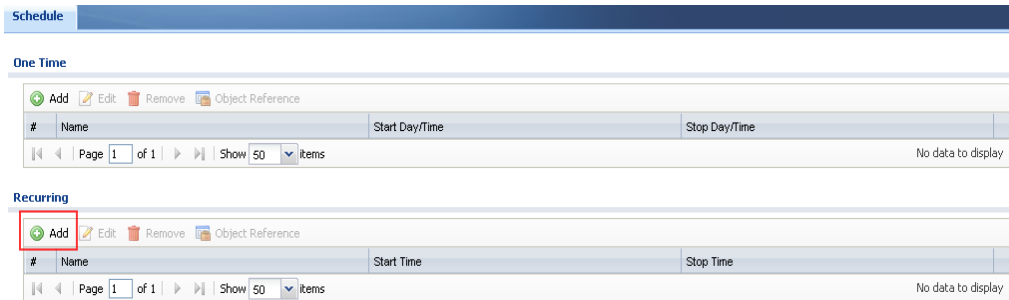 Schedule
One Time
Add Edit Remove Object Reference
# Name Start Day/Time Stop Day/Time
Page 1 of 1 Show 50 items No data to display
Recurring
Add Edit Remove Object Reference
# Name Start Time Stop Time
Page 1 of 1 Show 50 items No data to display